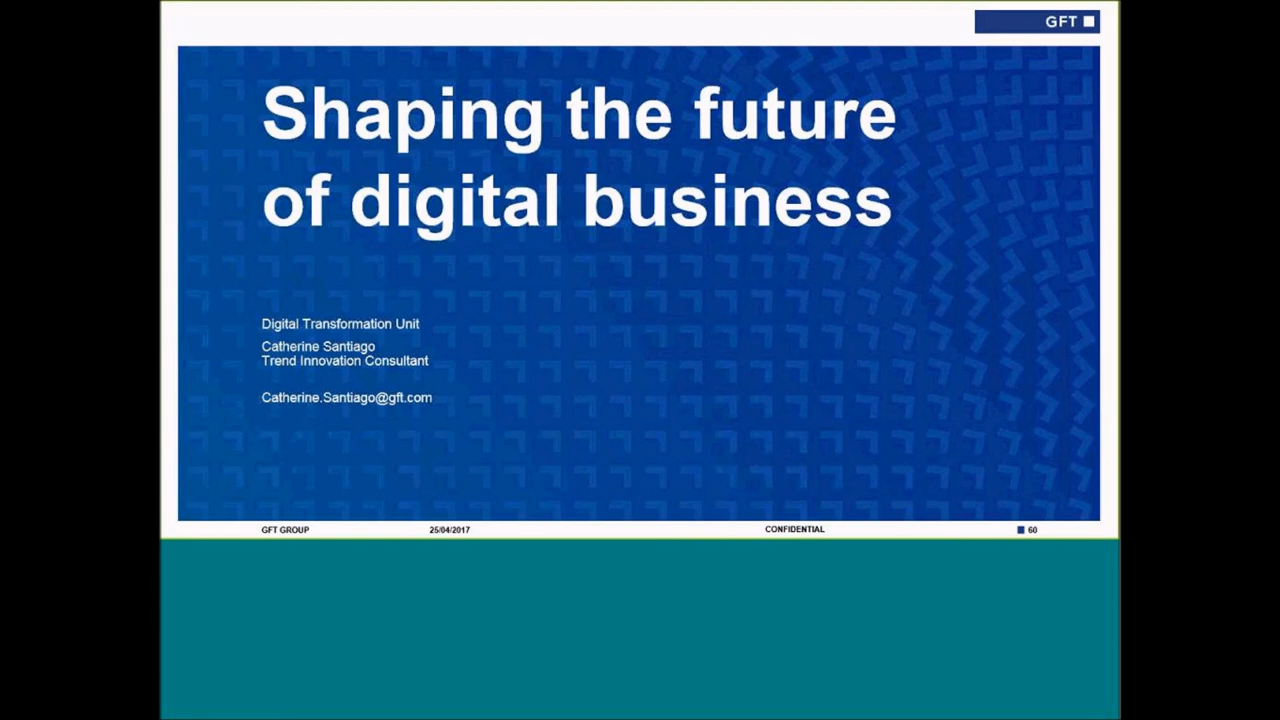 GFT
Shaping the future
of digital business
Digital Transformation Unit
Catherine Santiago
Trend Innovation Consultant
Catherine.Santiago@gft.com
GFT GROUP 25/04/2017 CONFIDENTIAL 60